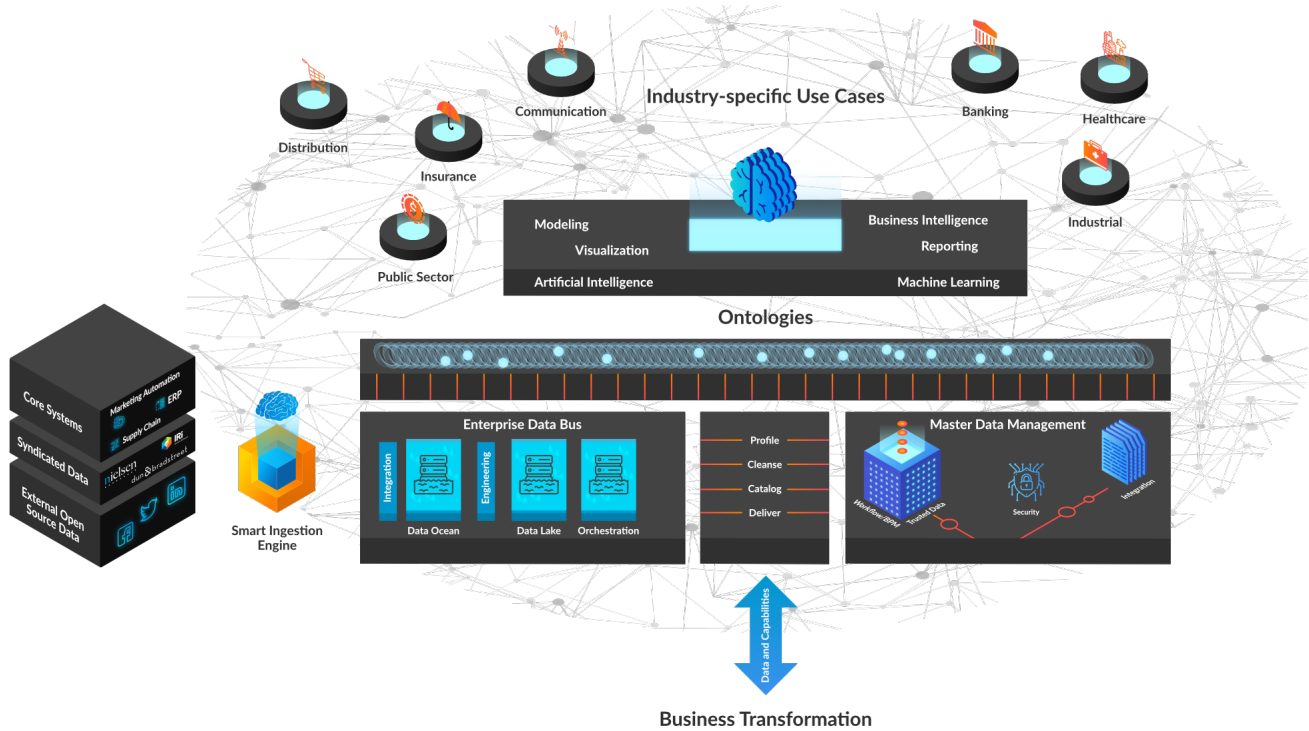 Industry-specific Use Cases
Distribution
Insurance
Communication
Public Sector
Banking
Healthcare
Industrial
Modeling
Visualization
Artificial Intelligence
Business Intelligence
Reporting
Machine Learning
Ontologies
Core Systems
Marketing Automation
ERP
Supply Chain
Syndicated Data
nielsen
IRI
dun & bradstreet
External Open
Source Data
Smart Ingestion
Engine
Enterprise Data Bus
Integration
Data Ocean
Engineering
Data Lake
Orchestration
Profile
Cleanse
Catalog
Deliver
Master Data Management
Workflow/BPM
Trusted Data
Security
Integration
Data and Capabilities
Business Transformation